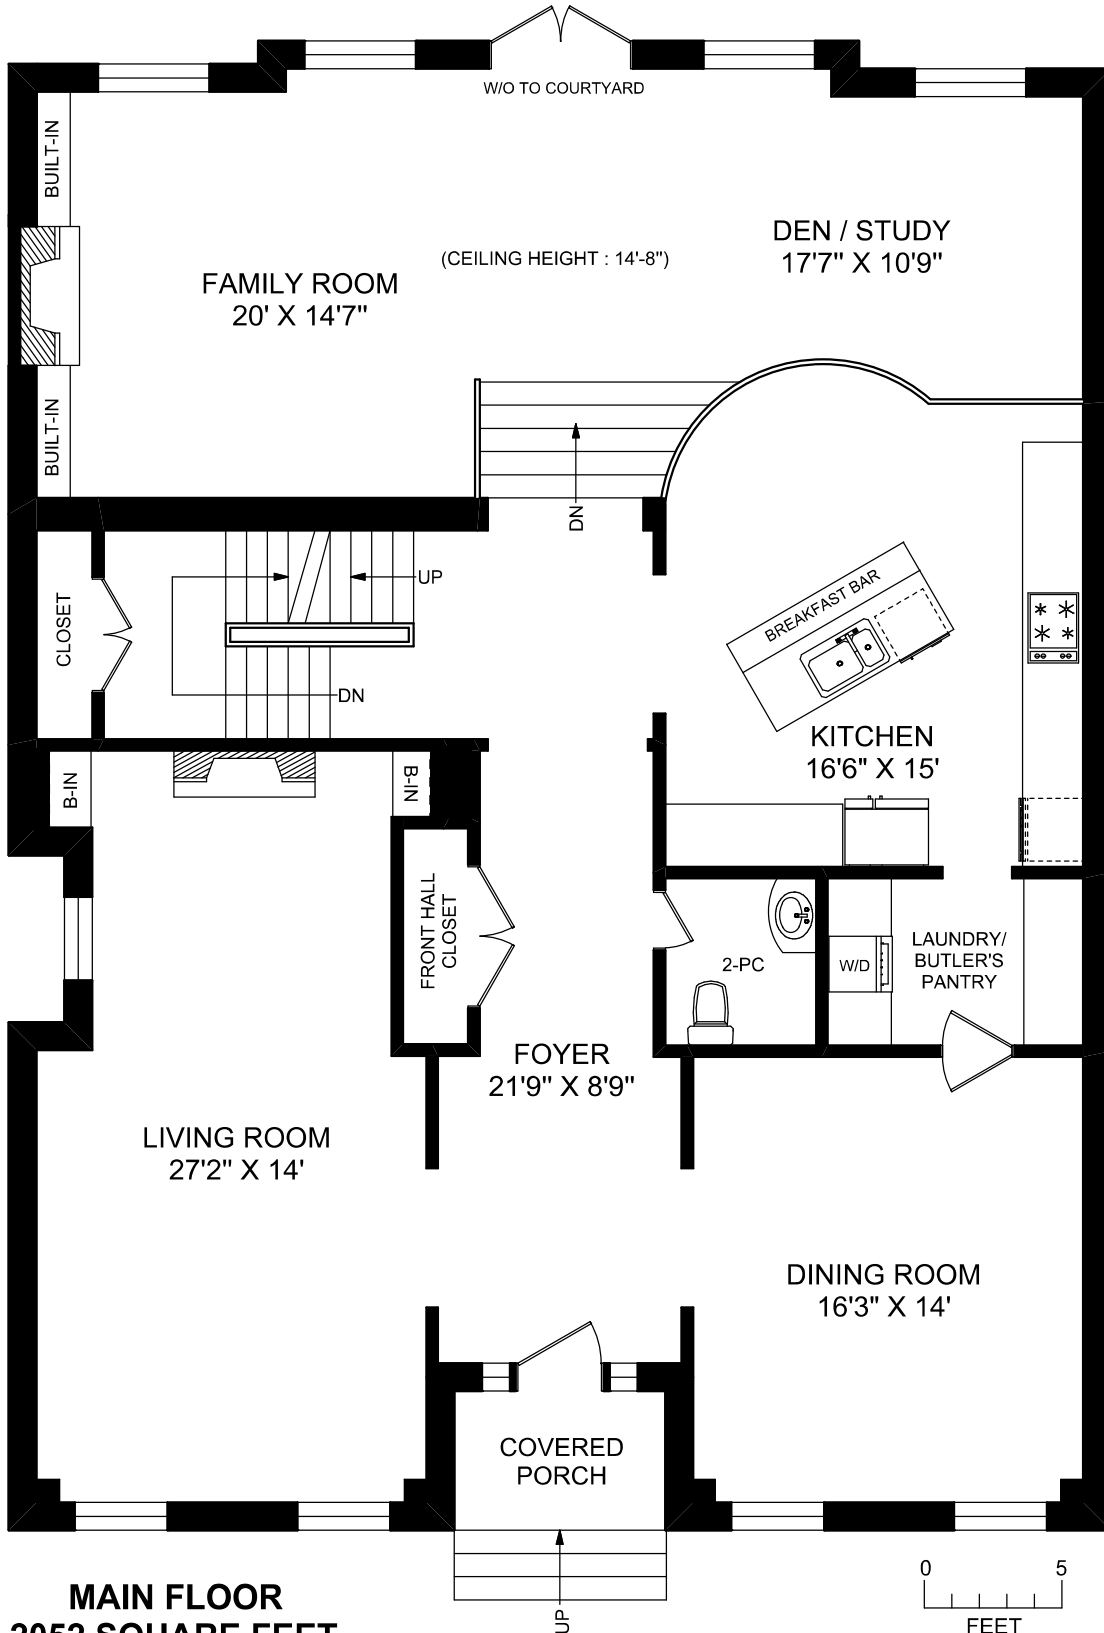 W/O TO COURTYARD
BUILT-IN
DEN / STUDY
17'7" X 10'9"
(CEILING HEIGHT : 14'-8")
FAMILY ROOM
20' X 14'7"
BUILT-IN
DN
UP
CLOSET
DN
BREAKFAST BAR
KITCHEN
16'6" X 15'
B-IN
B-IN
FRONT HALL
CLOSET
2-PC
W/D
LAUNDRY/
BUTLER'S
PANTRY
FOYER
21'9" X 8'9"
LIVING ROOM
27'2" X 14'
DINING ROOM
16'3" X 14'
COVERED
PORCH
UP
0 5
FEET
MAIN FLOOR
2052 SQUARE FEET